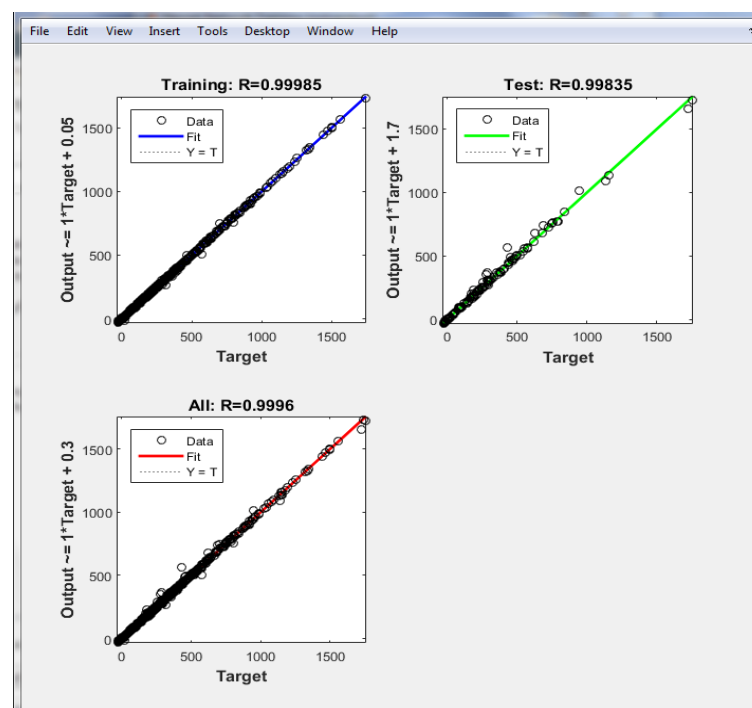 File Edit View Insert Tools Desktop Window Help
Training: R=0.99985
Output ~= 1*Target + 0.05
Data
Fit
Y = T
1500
1000
500
0
0 500 1000 1500
Target
Test: R=0.99835
Output ~= 1*Target + 1.7
Data
Fit
Y = T
1500
1000
500
0
0 500 1000 1500
Target
All: R=0.9996
Output ~= 1*Target + 0.3
Data
Fit
Y = T
1500
1000
500
0
0 500 1000 1500
Target